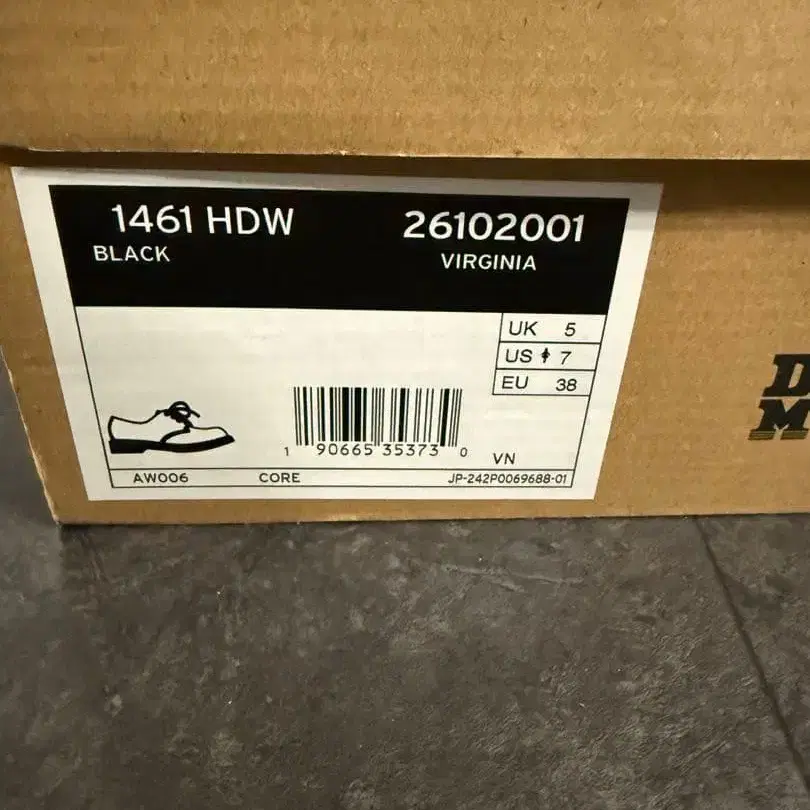 1461 HDW 26102001
BLACK VIRGINIA
UK 5
US 7
EU 38
1 90665 35373 0
VN
AW006 CORE JP-242P0069688-01
D
M